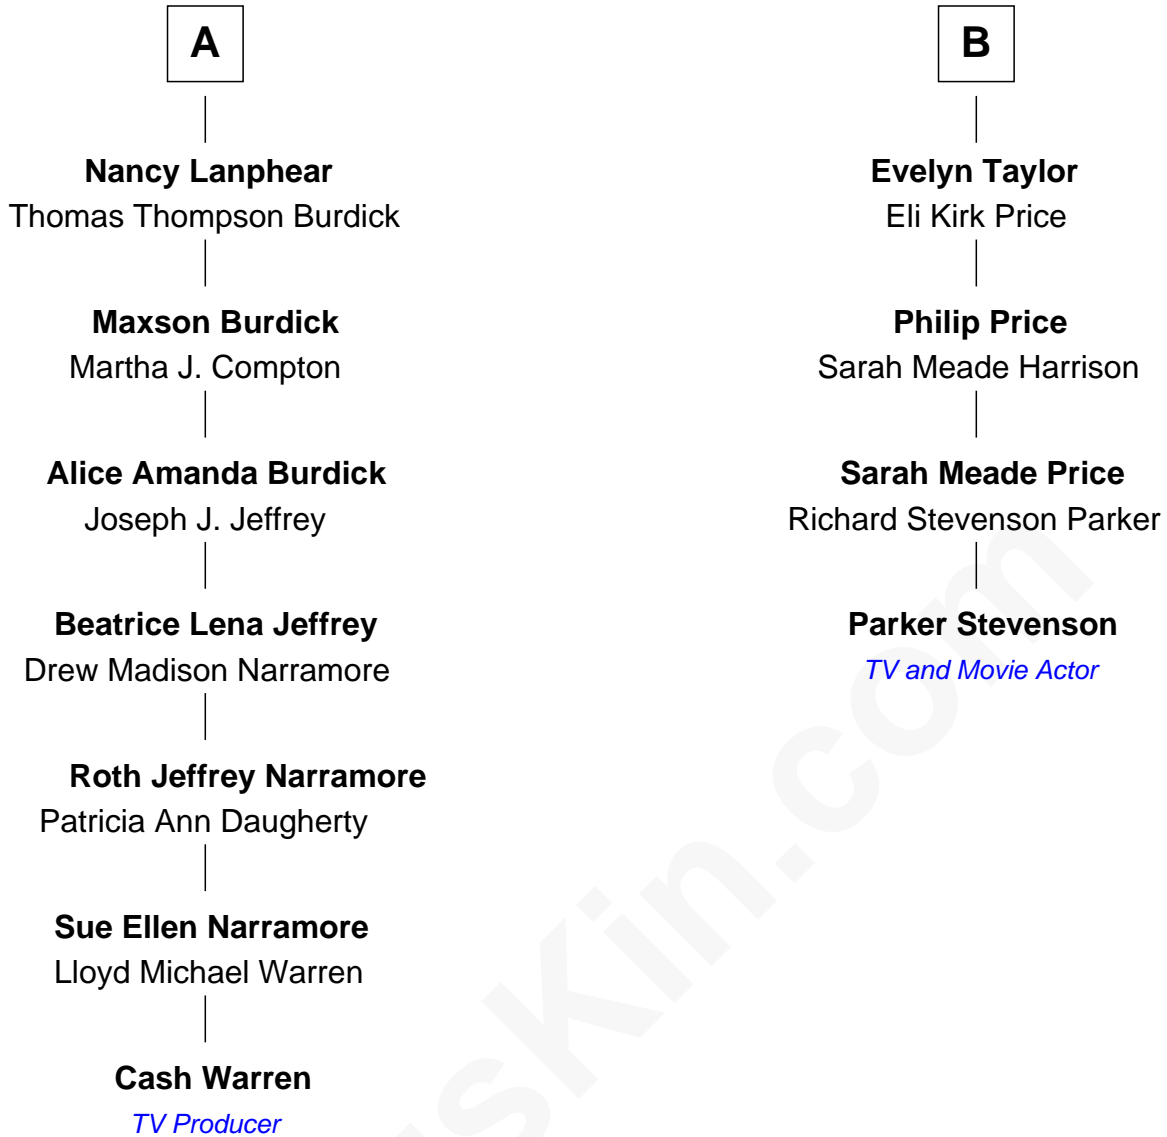 A
Nancy Lanphear
Thomas Thompson Burdick
Maxson Burdick
Martha J. Compton
Alice Amanda Burdick
Joseph J. Jeffrey
Beatrice Lena Jeffrey
Drew Madison Narramore
Roth Jeffrey Narramore
Patricia Ann Daugherty
Sue Ellen Narramore
Lloyd Michael Warren
Cash Warren
TV Producer
B
Evelyn Taylor
Eli Kirk Price
Philip Price
Sarah Meade Harrison
Sarah Meade Price
Richard Stevenson Parker
Parker Stevenson
TV and Movie Actor
sKin.com